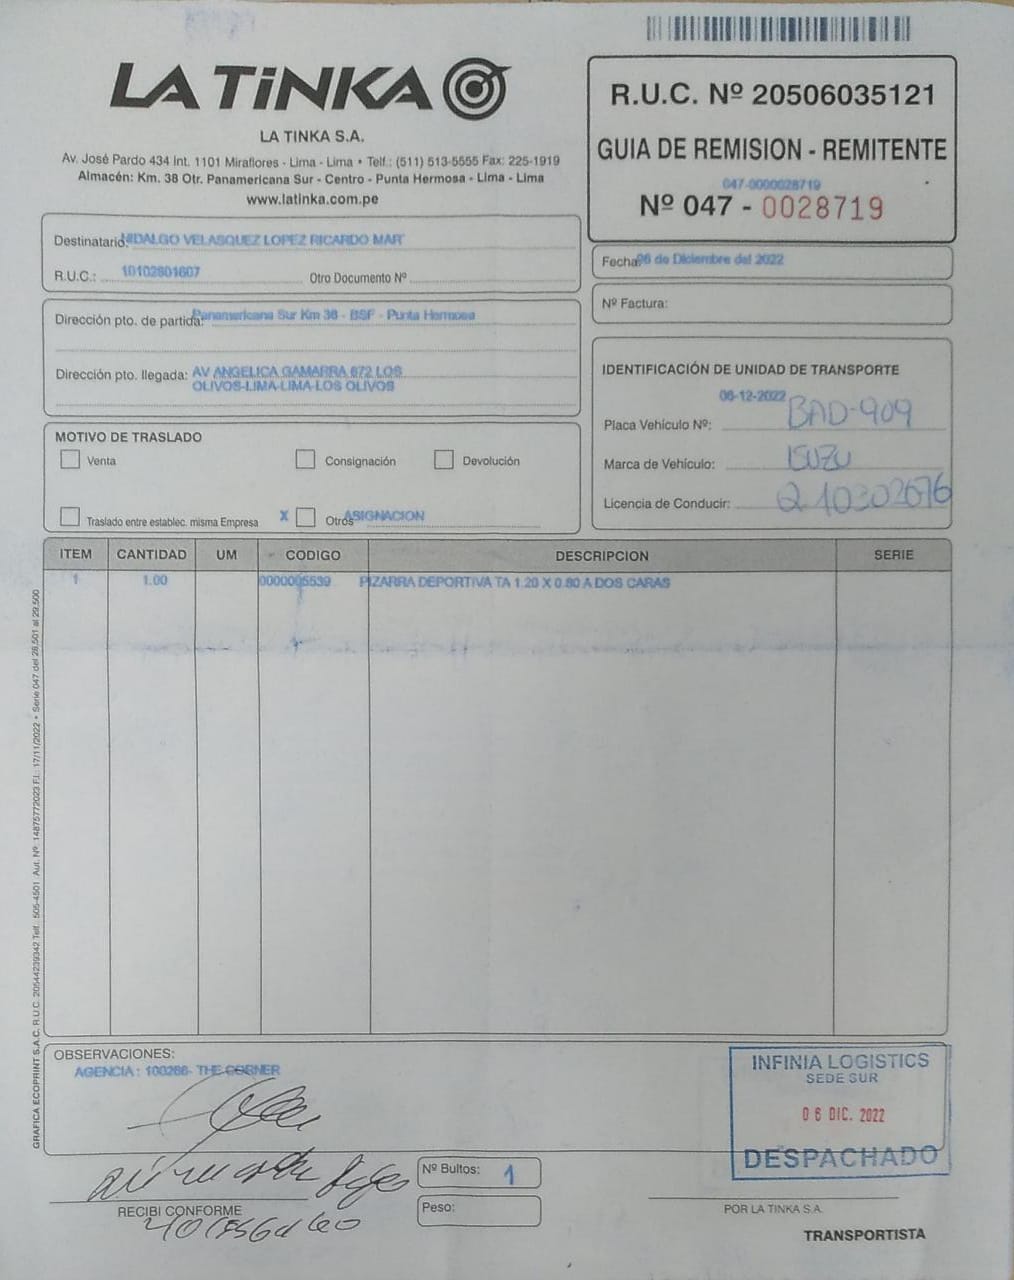 LA TiNKA
LA TINKA S.A.
Av. José Pardo 434 Int. 1101 Miraflores - Lima - Lima • Telf.: (511) 513-5555 Fax: 225-1919
Almacén: Km. 38 Otr. Panamericana Sur - Centro - Punta Hermosa - Lima - Lima
www.latinka.com.pe
R.U.C. Nº 20506035121
GUIA DE REMISION - REMITENTE
047-0000028719
Nº 047 - 0028719
Destinatario: HIDALGO VELASQUEZ LOPEZ RICARDO MART
R.U.C.: 10102801607 Otro Documento Nº
Fecha: 06 de Diciembre del 2022
Nº Factura:
Dirección pto. de partida: Panamericana Sur Km 38 - BSF - Punta Hermosa
Dirección pto. llegada: AV ANGELICA GAMARRA 672 LOS
OLIVOS-LIMA-LIMA-LOS OLIVOS
IDENTIFICACIÓN DE UNIDAD DE TRANSPORTE
06-12-2022
Placa Vehículo Nº: BAD-909
Marca de Vehículo: ISUZU
Licencia de Conducir: Q10302676
MOTIVO DE TRASLADO
Venta Consignación Devolución
Traslado entre establec. misma Empresa X Otros ASIGNACION
ITEM CANTIDAD UM CODIGO DESCRIPCION SERIE
1 1.00 0000005539 PIZARRA DEPORTIVA TA 1.20 X 0.80 A DOS CARAS
GRAFICA ECOPRINT S.A.C. R.U.C. 20544239342 Telf.: 505-4501 Aut. Nº. 14875772023 F.I.: 17/11/2022 • Serie 047 del 28,501 al 29,500
OBSERVACIONES:
AGENCIA: 100266- THE CORNER
INFINIA LOGISTICS
SEDE SUR
06 DIC. 2022
DESPACHADO
Nº Bultos: 1
Peso:
RECIBI CONFORME
POR LA TINKA S.A.
TRANSPORTISTA